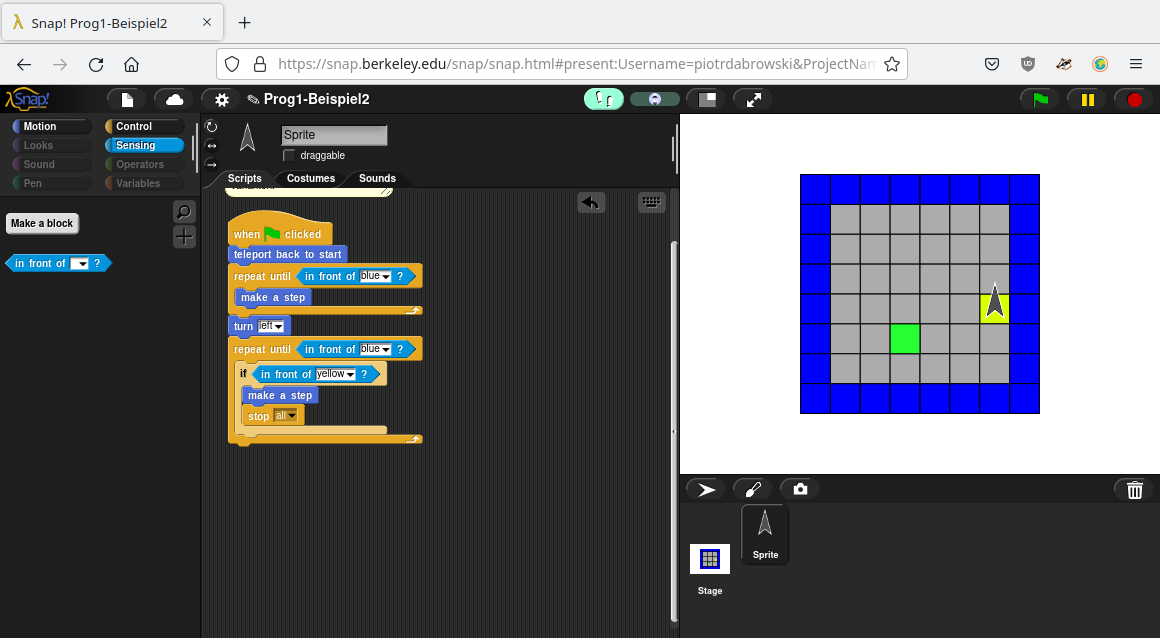 Snap! Prog1-Beispiel2
https://snap.berkeley.edu/snap/snap.html#present:Username=piotrdabrowski&ProjectNam
Snap!
Prog1-Beispiel2
Motion
Control
Looks
Sensing
Sound
Operators
Pen
Variables
Make a block
in front of ?
Sprite
draggable
Scripts
Costumes
Sounds
when clicked
teleport back to start
repeat until in front of blue ?
make a step
turn left
repeat until in front of blue ?
if in front of yellow ?
make a step
stop all
Stage
Sprite